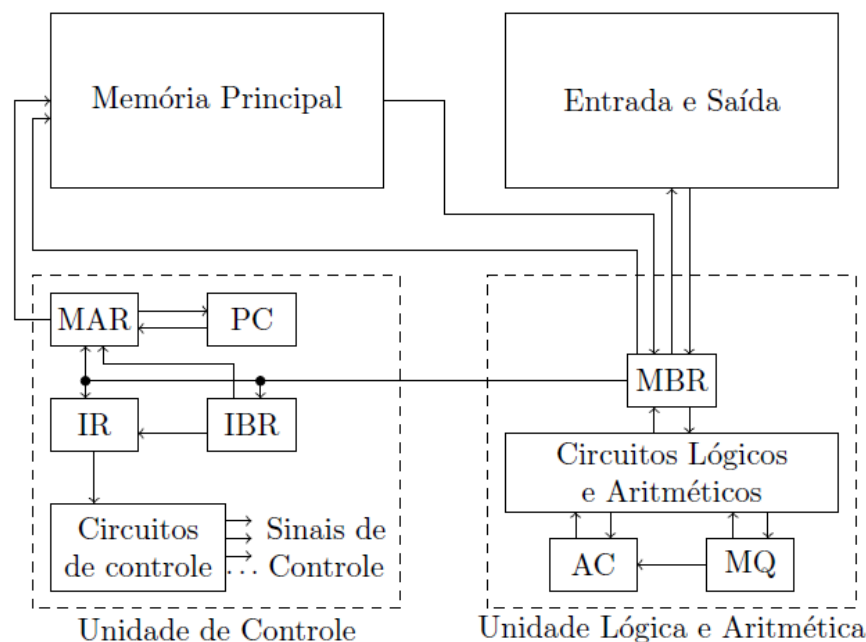 Memória Principal
Entrada e Saída
MAR
PC
MBR
IR
IBR
Circuitos Lógicos
e Aritméticos
Circuitos
de controle
Sinais de
... Controle
AC
MQ
Unidade de Controle
Unidade Lógica e Aritmética